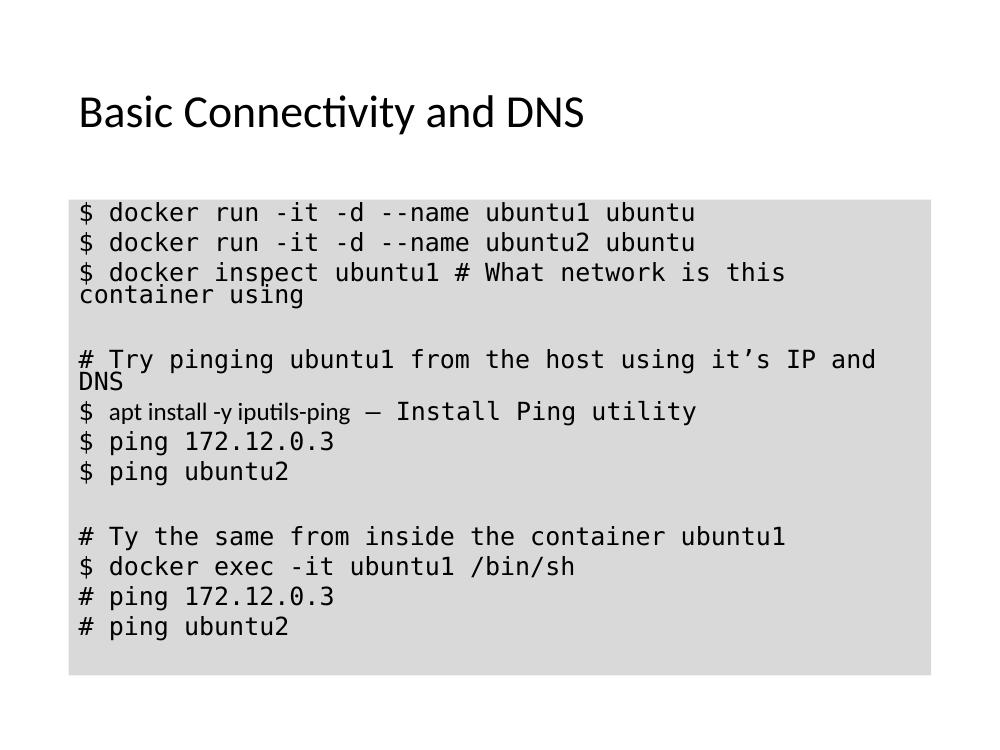 Basic Connectivity and DNS
$ docker run -it -d --name ubuntu1 ubuntu
$ docker run -it -d --name ubuntu2 ubuntu
$ docker inspect ubuntu1 # What network is this
container using
# Try pinging ubuntu1 from the host using it’s IP and
DNS
$ apt install -y iputils-ping – Install Ping utility
$ ping 172.12.0.3
$ ping ubuntu2
# Ty the same from inside the container ubuntu1
$ docker exec -it ubuntu1 /bin/sh
# ping 172.12.0.3
# ping ubuntu2